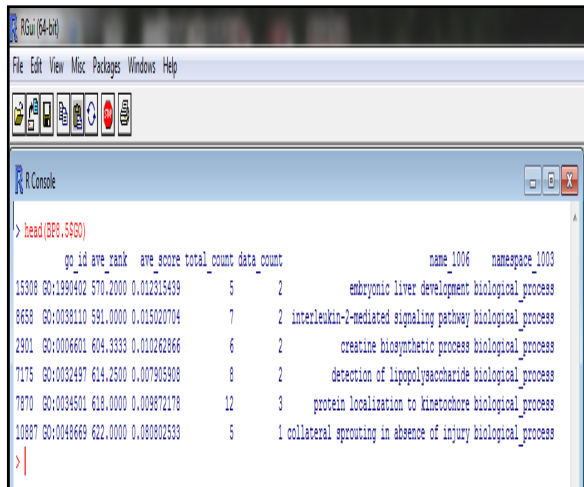 RGui (64-bit)
File Edit View Misc Packages Windows Help
STOP
R Console
> head(BP8.5$GO)
go_id ave_rank ave_score total_count data_count name_1006 namespace_1003
15308 GO:1990402 570.2000 0.012315439 5 2 embryonic liver development biological_process
8658 GO:0038110 591.0000 0.015020704 7 2 interleukin-2-mediated signaling pathway biological_process
2901 GO:0006601 604.3333 0.010262866 6 2 creatine biosynthetic process biological_process
7175 GO:0032497 614.2500 0.007905908 8 2 detection of lipopolysaccharide biological_process
7870 GO:0034501 618.0000 0.009872178 12 3 protein localization to kinetochore biological_process
10887 GO:0048669 622.0000 0.080802533 5 1 collateral sprouting in absence of injury biological_process
>